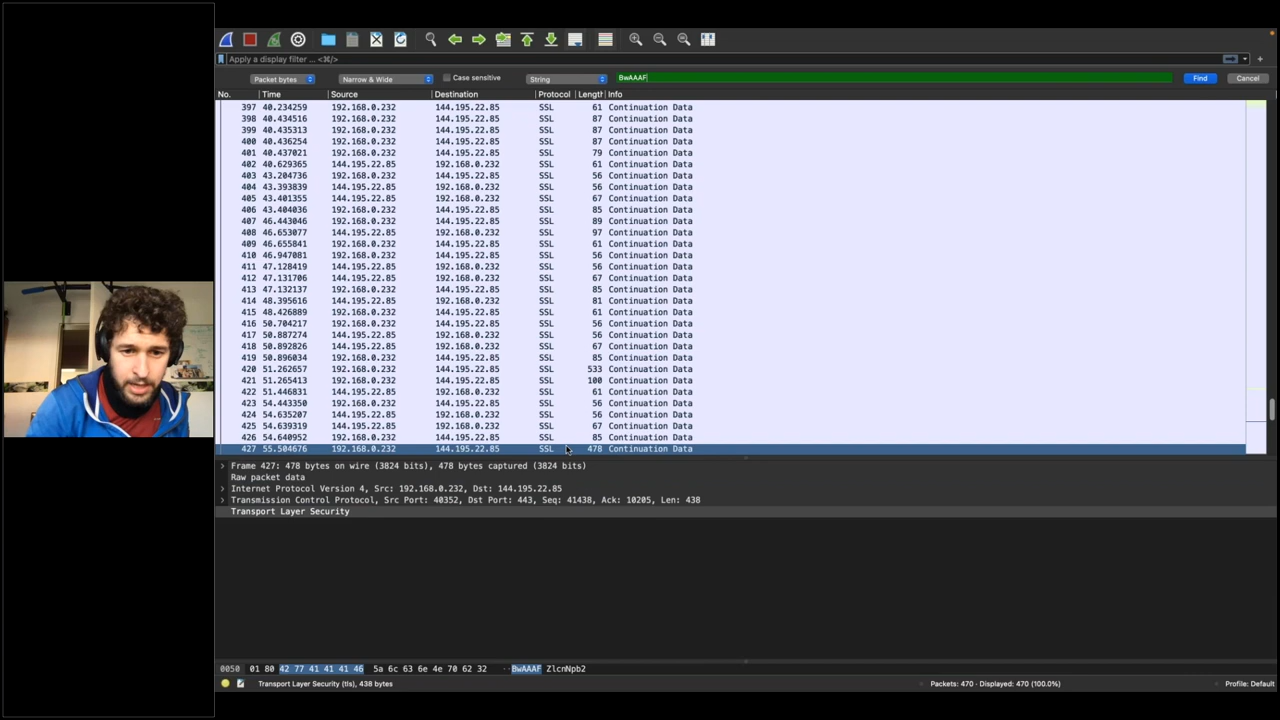 Apply a display filter ... <⌘/>
Packet bytes Narrow & Wide Case sensitive String BwAAAF Find Cancel
No. Time Source Destination Protocol Length Info
397 40.234259 192.168.0.232 144.195.22.85 SSL 61 Continuation Data
398 40.434516 192.168.0.232 144.195.22.85 SSL 87 Continuation Data
399 40.435313 192.168.0.232 144.195.22.85 SSL 87 Continuation Data
400 40.436254 192.168.0.232 144.195.22.85 SSL 87 Continuation Data
401 40.437021 192.168.0.232 144.195.22.85 SSL 79 Continuation Data
402 40.629365 144.195.22.85 192.168.0.232 SSL 61 Continuation Data
403 43.204736 192.168.0.232 144.195.22.85 SSL 56 Continuation Data
404 43.393839 144.195.22.85 192.168.0.232 SSL 56 Continuation Data
405 43.401355 144.195.22.85 192.168.0.232 SSL 67 Continuation Data
406 43.404036 192.168.0.232 144.195.22.85 SSL 85 Continuation Data
407 46.443046 192.168.0.232 144.195.22.85 SSL 89 Continuation Data
408 46.653077 144.195.22.85 192.168.0.232 SSL 97 Continuation Data
409 46.655841 192.168.0.232 144.195.22.85 SSL 61 Continuation Data
410 46.947081 192.168.0.232 144.195.22.85 SSL 56 Continuation Data
411 47.128419 144.195.22.85 192.168.0.232 SSL 56 Continuation Data
412 47.131706 144.195.22.85 192.168.0.232 SSL 67 Continuation Data
413 47.132137 192.168.0.232 144.195.22.85 SSL 85 Continuation Data
414 48.395616 144.195.22.85 192.168.0.232 SSL 81 Continuation Data
415 48.426889 192.168.0.232 144.195.22.85 SSL 61 Continuation Data
416 50.704217 192.168.0.232 144.195.22.85 SSL 56 Continuation Data
417 50.887274 144.195.22.85 192.168.0.232 SSL 56 Continuation Data
418 50.892826 144.195.22.85 192.168.0.232 SSL 67 Continuation Data
419 50.896034 192.168.0.232 144.195.22.85 SSL 85 Continuation Data
420 51.262657 192.168.0.232 144.195.22.85 SSL 533 Continuation Data
421 51.265413 192.168.0.232 144.195.22.85 SSL 100 Continuation Data
422 51.446831 144.195.22.85 192.168.0.232 SSL 61 Continuation Data
423 54.443350 192.168.0.232 144.195.22.85 SSL 56 Continuation Data
424 54.635207 144.195.22.85 192.168.0.232 SSL 56 Continuation Data
425 54.639319 144.195.22.85 192.168.0.232 SSL 67 Continuation Data
426 54.640952 192.168.0.232 144.195.22.85 SSL 85 Continuation Data
427 55.504676 192.168.0.232 144.195.22.85 SSL 478 Continuation Data
Frame 427: 478 bytes on wire (3824 bits), 478 bytes captured (3824 bits)
Raw packet data
Internet Protocol Version 4, Src: 192.168.0.232, Dst: 144.195.22.85
Transmission Control Protocol, Src Port: 40352, Dst Port: 443, Seq: 41438, Ack: 10205, Len: 438
Transport Layer Security
0050 01 80 42 77 41 41 41 46 5a 6c 63 6e 4e 70 62 32 ··BwAAAF ZlcnNpb2
Transport Layer Security (tls), 438 bytes Packets: 470 · Displayed: 470 (100.0%) Profile: Default